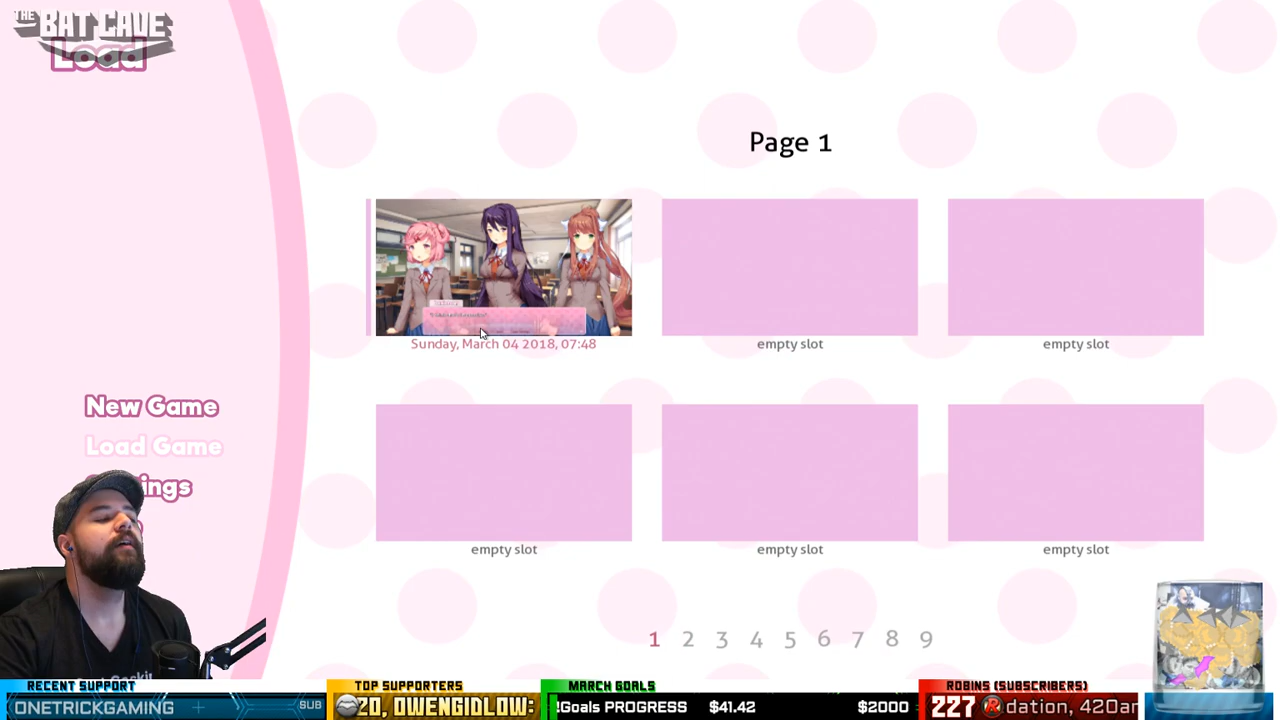 THE
BAT CAVE
Load
Page 1
Sunday, March 04 2018, 07:48
empty slot
empty slot
New Game
Load Game
ings
empty slot
empty slot
empty slot
1 2 3 4 5 6 7 8 9
RECENT SUPPORT
TOP SUPPORTERS
MARCH GOALS
ROBINS (SUBSCRIBERS)
ONETRICKGAMING
SUB
20, OWENGIDLOW:
!Goals PROGRESS
$41.42
$2000
227
dation, 420ar